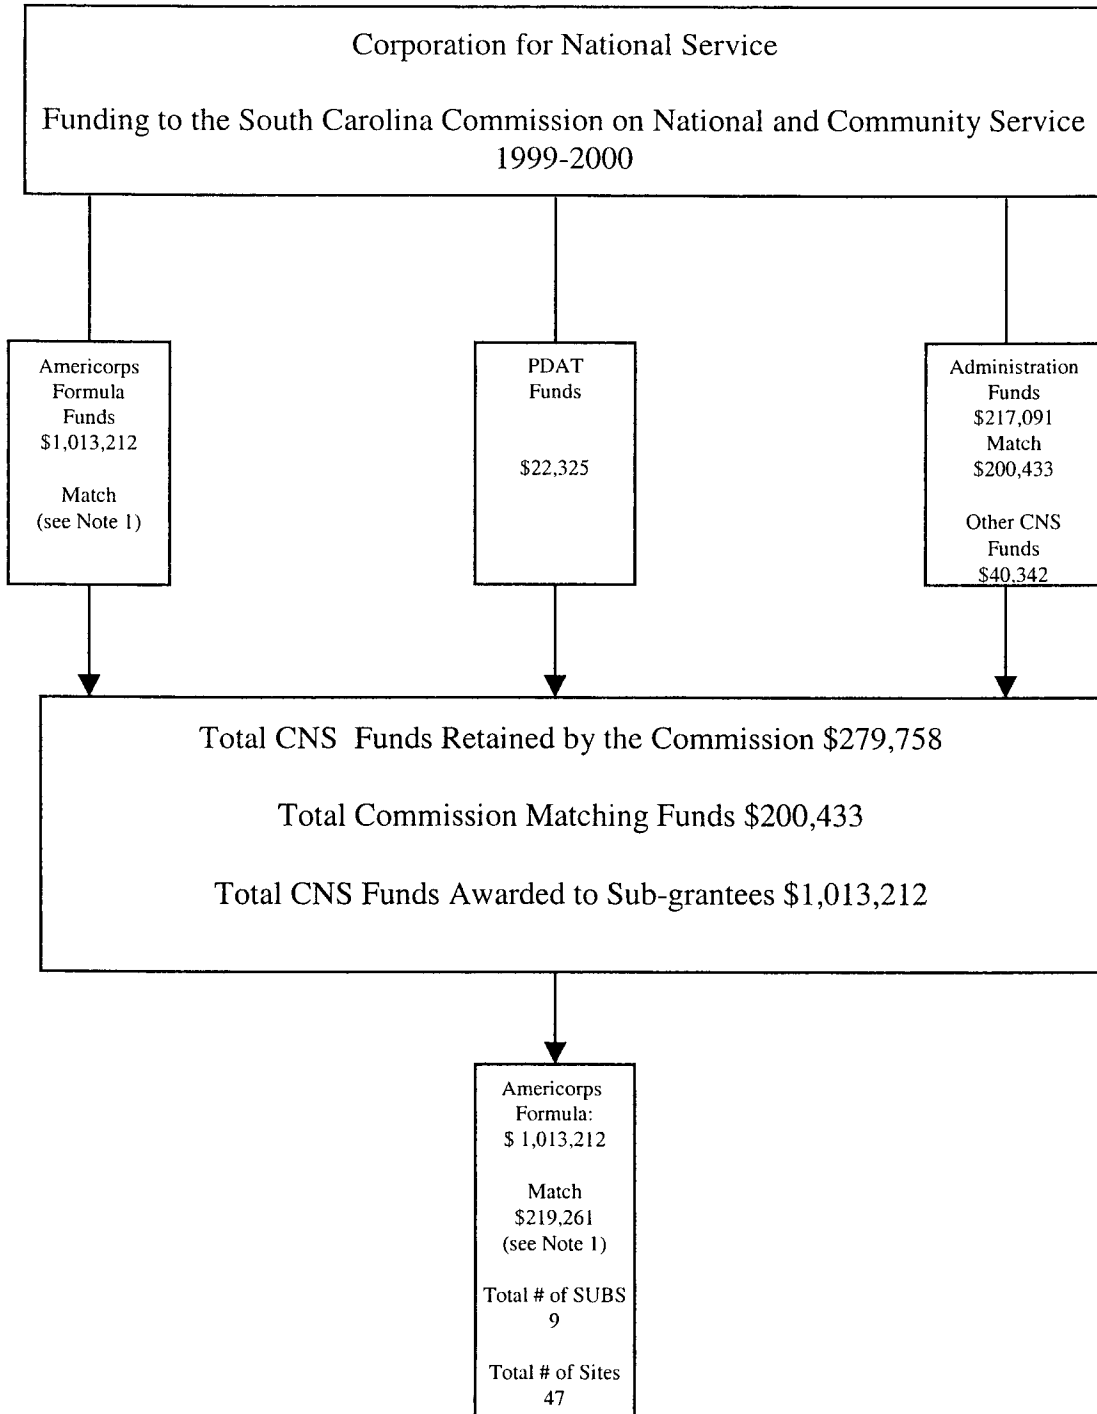 Corporation for National Service
Funding to the South Carolina Commission on National and Community Service
1999-2000
Americorps
Formula
Funds
$1,013,212
Match
(see Note 1)
PDAT
Funds
$22,325
Administration
Funds
$217,091
Match
$200,433
Other CNS
Funds
$40,342
Total CNS Funds Retained by the Commission $279,758
Total Commission Matching Funds $200,433
Total CNS Funds Awarded to Sub-grantees $1,013,212
Americorps
Formula:
$ 1,013,212
Match
$219,261
(see Note 1)
Total # of SUBS
9
Total # of Sites
47